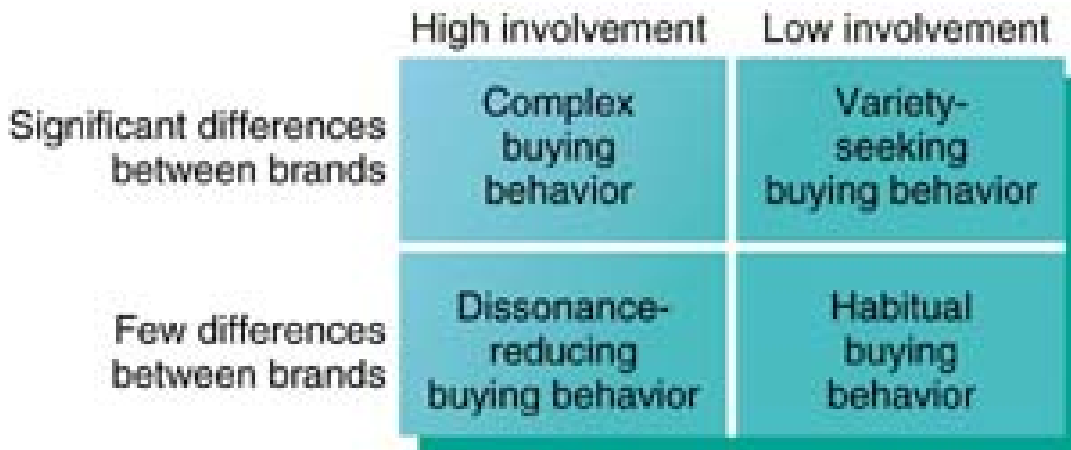 High involvement
Low involvement
Significant differences
between brands
Complex
buying
behavior
Variety-
seeking
buying behavior
Few differences
between brands
Dissonance-
reducing
buying behavior
Habitual
buying
behavior